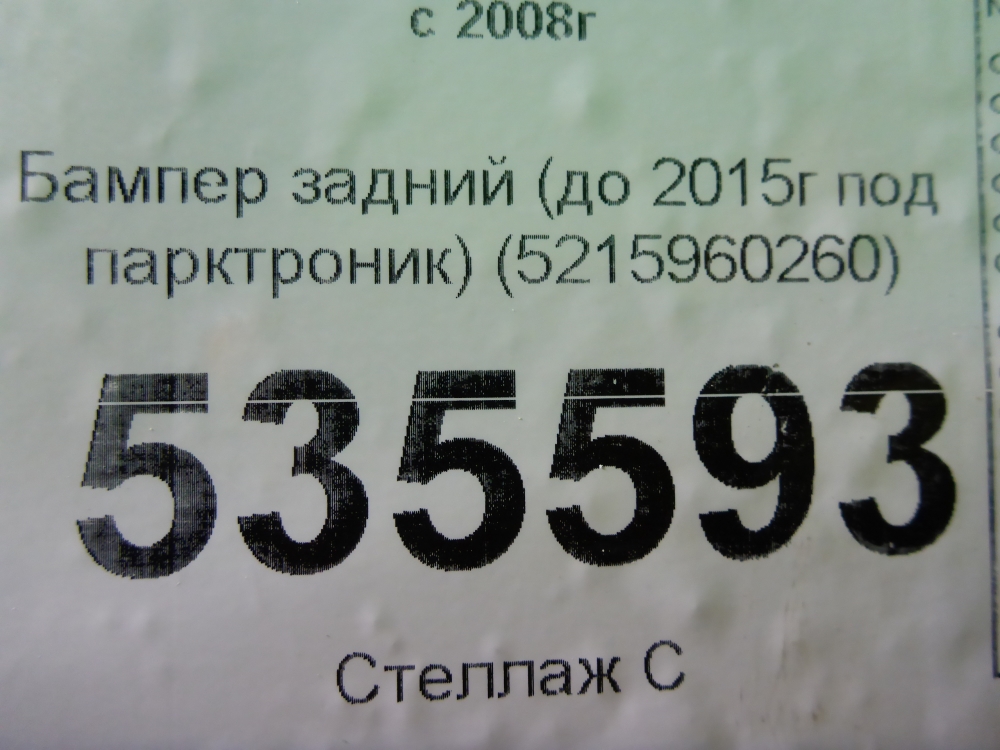 с 2008г
Бампер задний (до 2015г под
парктроник) (5215960260)
535593
Стеллаж С